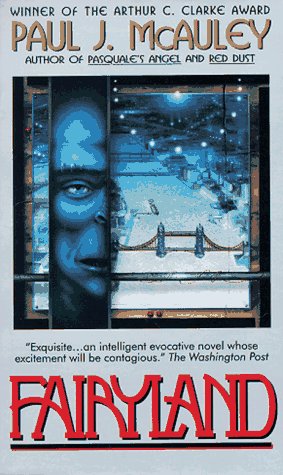 WINNER OF THE ARTHUR C. CLARKE AWARD
PAUL J. McAULEY
AUTHOR OF PASQUALE'S ANGEL AND RED DUST
"Exquisite...an intelligent evocative novel whose
excitement will be contagious." The Washington Post
FAIRYLAND